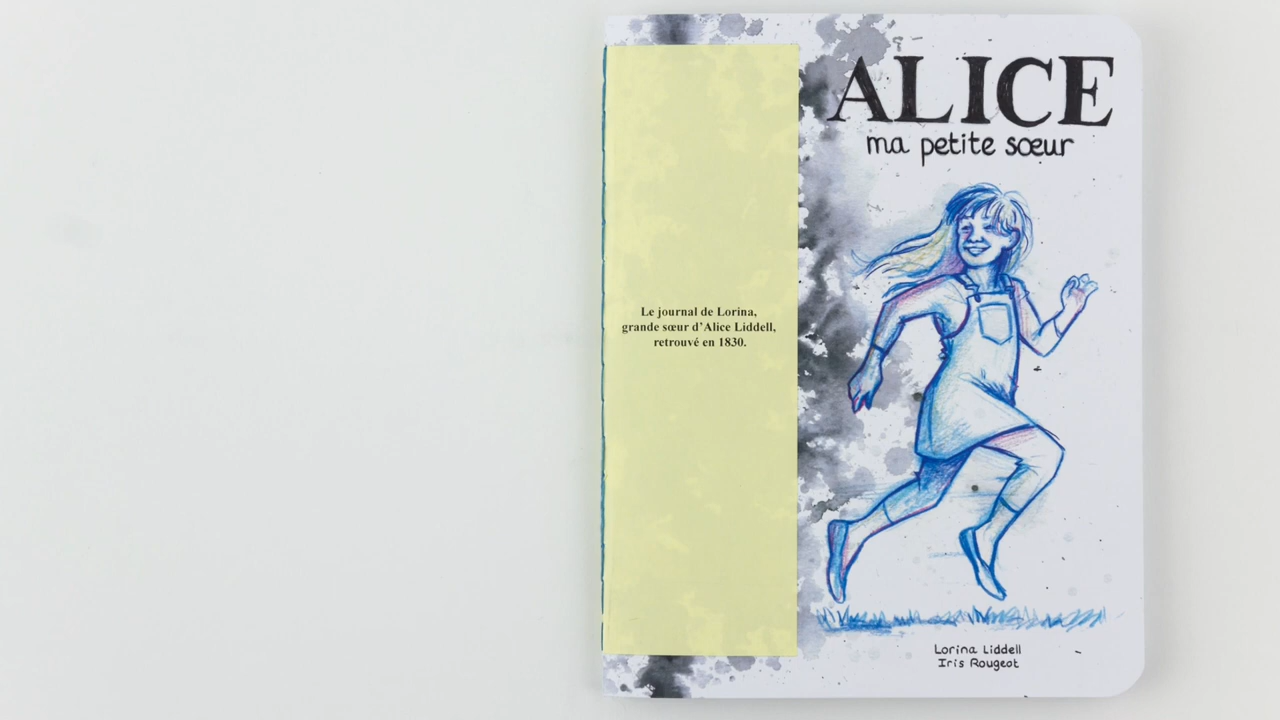 ALICE
ma petite sœur
Le journal de Lorina,
grande sœur d’Alice Liddell,
retrouvé en 1830.
Lorina Liddell
Iris Rougeot